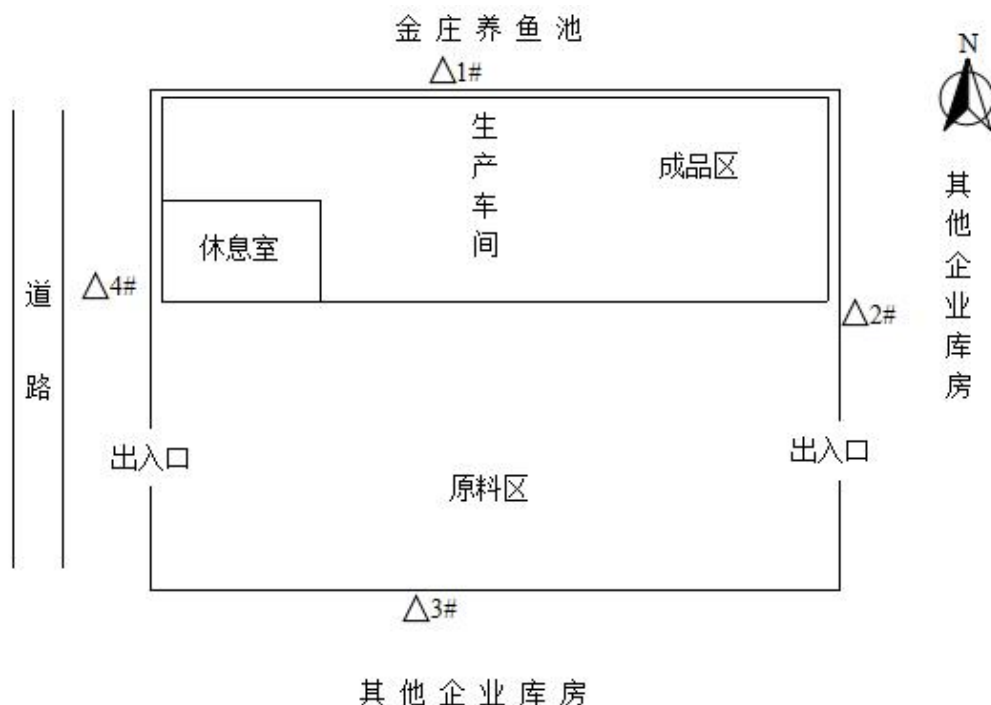 金庄养鱼池
△1#
N
生产车间
成品区
其他企业库房
休息室
道路
△4#
△2#
出入口
出入口
原料区
△3#
其他企业库房